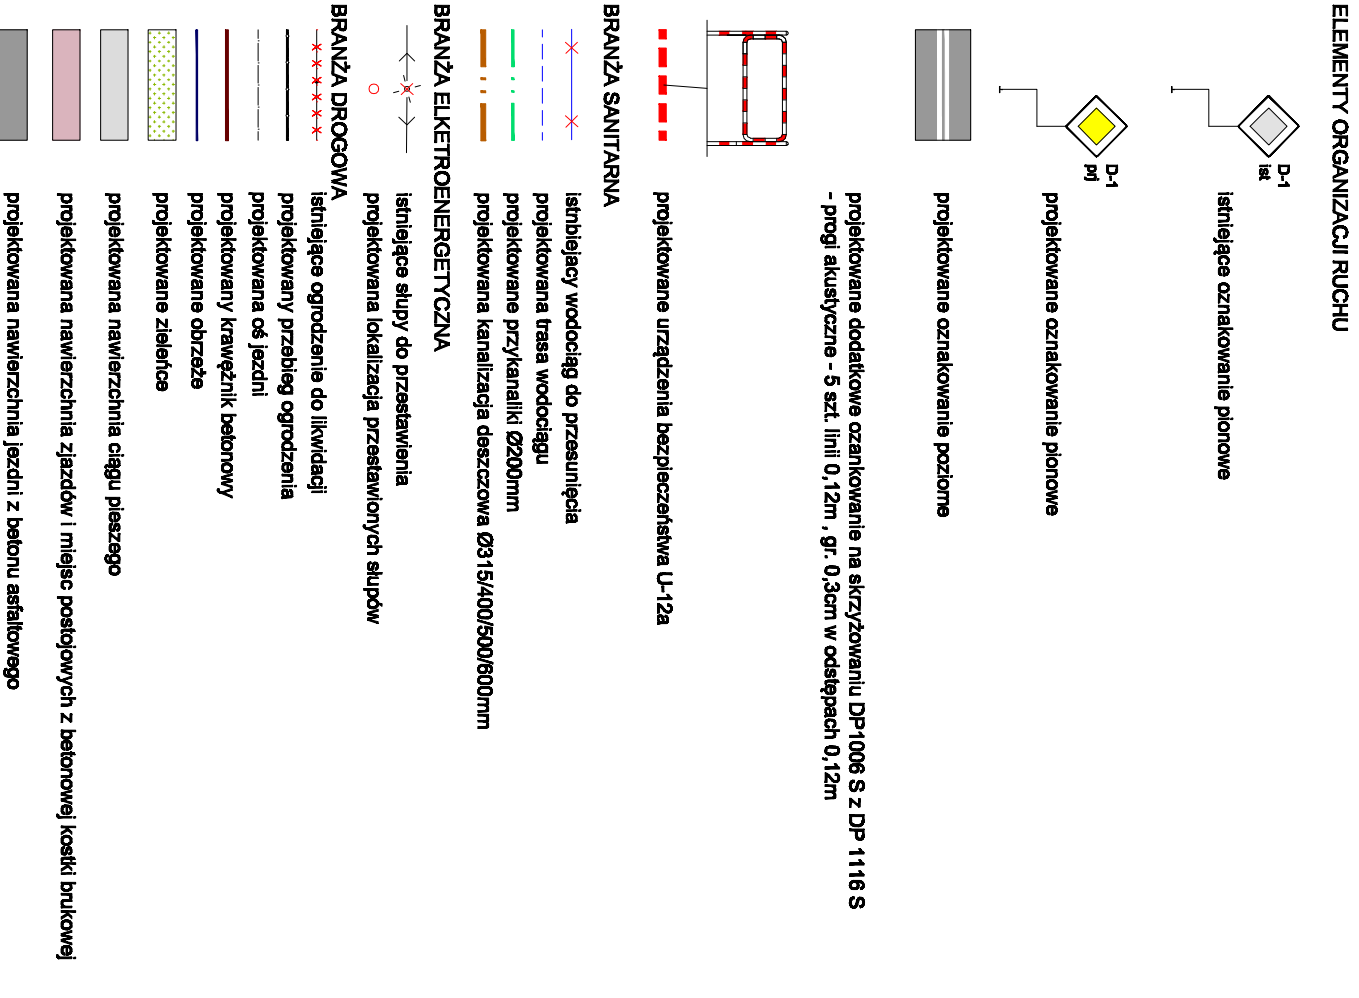 ELEMENTY ORGANIZACJI RUCHU
D-1
ist
istniejące oznakowanie pionowe
D-1
prj
projektowane oznakowanie pionowe
projektowane oznakowanie poziome
projektowane dodatkowe ozankowanie na skrzyżowaniu DP1006 S z DP 1116 S
- progi akustyczne - 5 szt. linii 0,12m , gr. 0,3cm w odstępach 0,12m
projektowane urządzenia bezpieczeństwa U-12a
BRANŻA SANITARNA
istnbiejacy wodociąg do przesunięcia
projektowana trasa wodociągu
projektowane przykanaliki Ø200mm
projektowana kanalizacja deszczowa Ø315/400/500/600mm
BRANŻA ELKETROENERGETYCZNA
istniejące słupy do przestawienia
projektowana lokalizacja przestawionych słupów
BRANŻA DROGOWA
istniejące ogrodzenie do likwidacji
projektowany przebieg ogrodzenia
projektowana oś jezdni
projektowany krawężnik betonowy
projektowane obrzeże
projektowane zieleńce
projektowana nawierzchnia ciągu pieszego
projektowana nawierzchnia zjazdów i miejsc postojowych z betonowej kostki brukowej
projektowana nawierzchnia jezdni z betonu asfaltowego